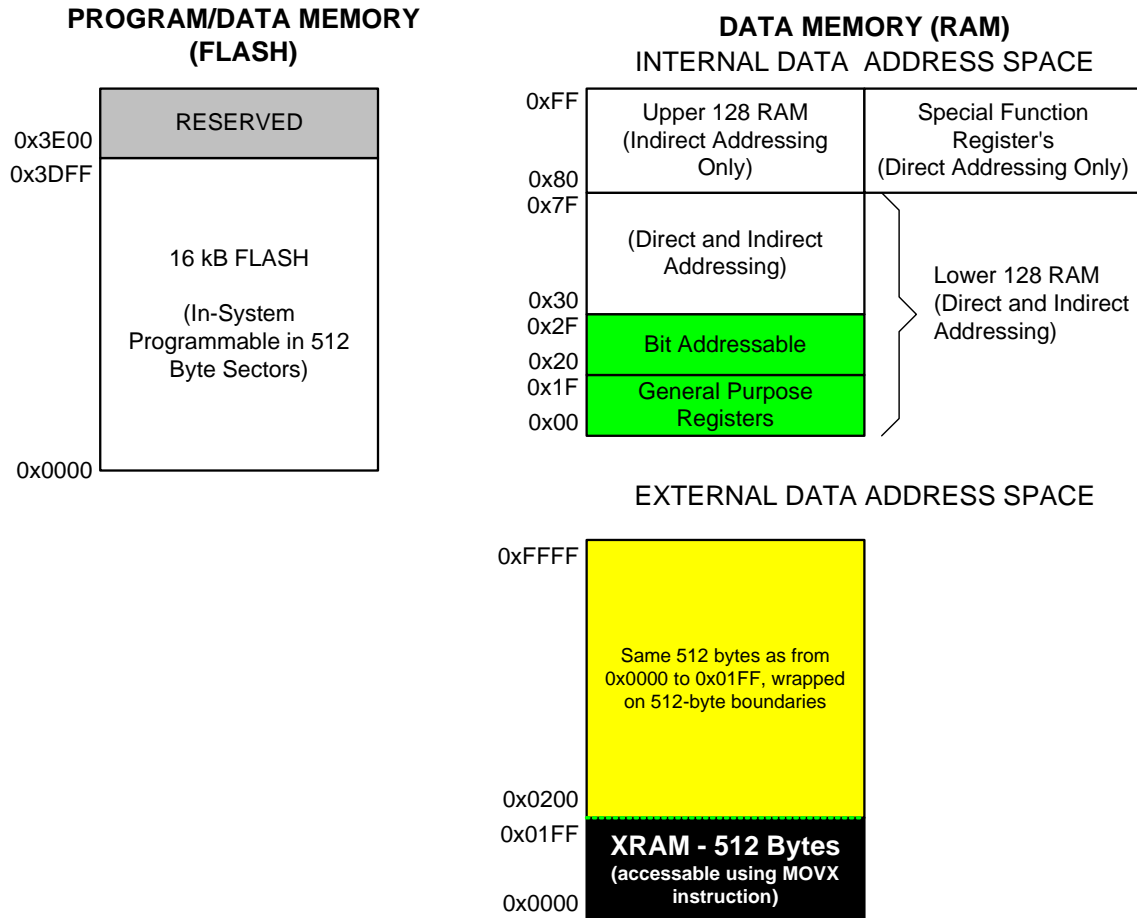 PROGRAM/DATA MEMORY
(FLASH)
RESERVED
0x3E00
0x3DFF
16 kB FLASH
(In-System
Programmable in 512
Byte Sectors)
0x0000
DATA MEMORY (RAM)
INTERNAL DATA ADDRESS SPACE
0xFF
Upper 128 RAM
(Indirect Addressing
Only)
Special Function
Register's
(Direct Addressing Only)
0x80
0x7F
(Direct and Indirect
Addressing)
Lower 128 RAM
(Direct and Indirect
Addressing)
0x30
0x2F
Bit Addressable
0x20
0x1F
General Purpose
Registers
0x00
EXTERNAL DATA ADDRESS SPACE
0xFFFF
Same 512 bytes as from
0x0000 to 0x01FF, wrapped
on 512-byte boundaries
0x0200
0x01FF
XRAM - 512 Bytes
(accessable using MOVX
instruction)
0x0000